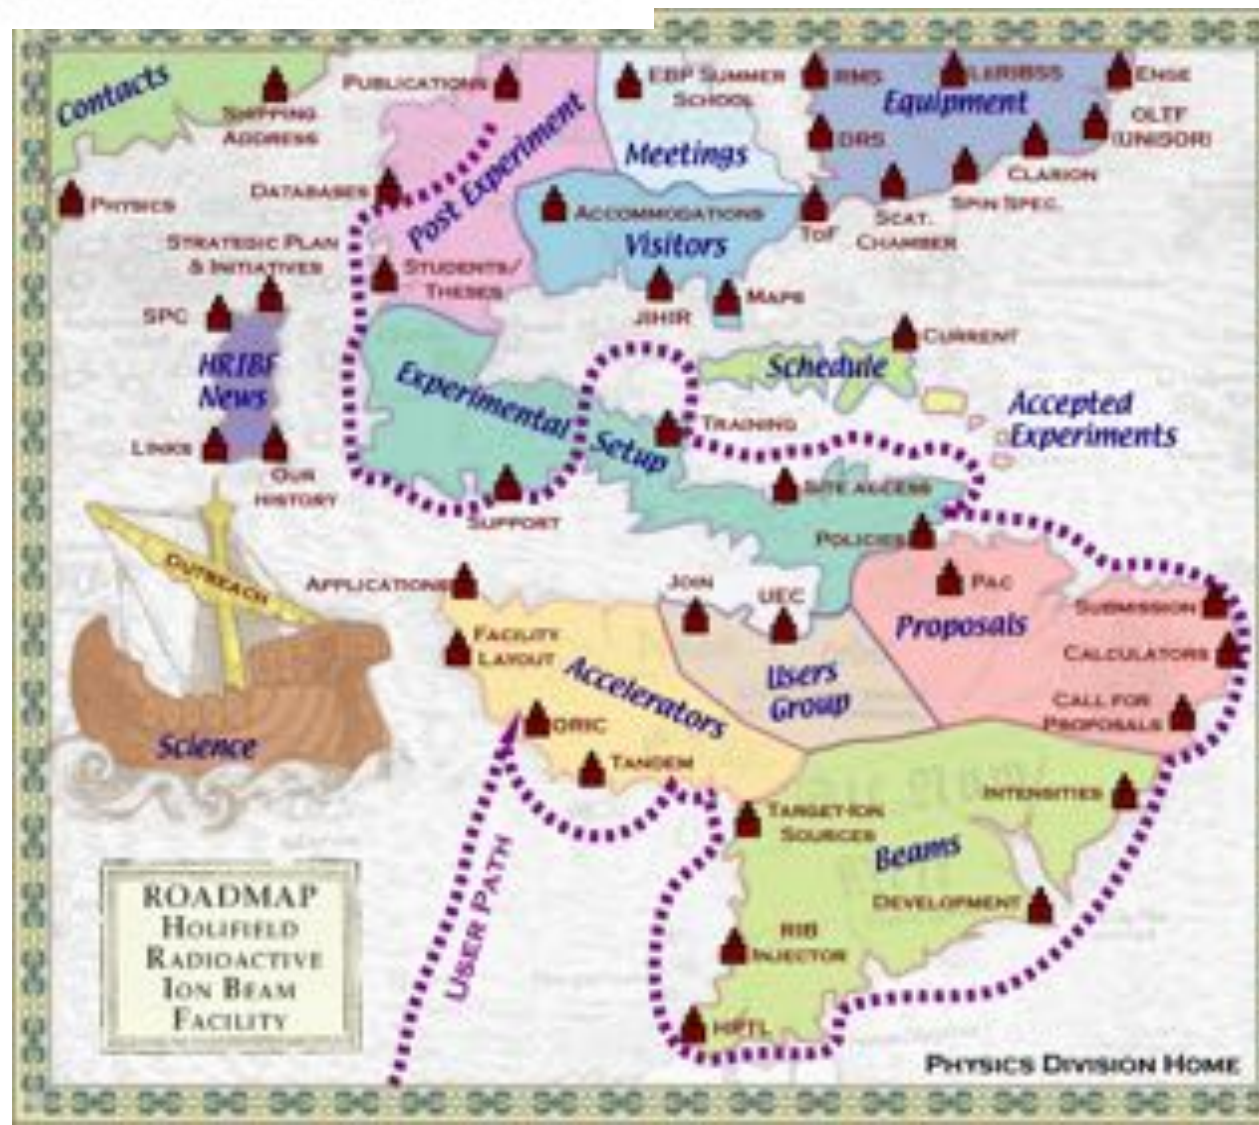 Contacts
SHIPPING
ADDRESS
PHYSICS
PUBLICATIONS
DATABASES
Post Experiment
STUDENTS/
THESES
EBP SUMMER
SCHOOL
Meetings
ACCOMMODATIONS
Visitors
JIHIR
MAPS
RMS
LERIBSS
ENGE
Equipment
OLTF
(UNISOR)
DRS
CLARION
SPIN SPEC.
SCAT.
CHAMBER
TOF
STRATEGIC PLAN
& INITIATIVES
SPC
HRIBF
News
LINKS
OUR
HISTORY
Experimental
Setup
SUPPORT
TRAINING
SITE ACCESS
POLICIES
Schedule
CURRENT
Accepted
Experiments
OUTREACH
Science
APPLICATIONS
FACILITY
LAYOUT
Accelerators
ORIC
TANDEM
JOIN
UEC
Users
Group
PAC
Proposals
SUBMISSION
CALCULATORS
CALL FOR
PROPOSALS
TARGET-ION
SOURCES
INTENSITIES
Beams
DEVELOPMENT
RIB
INJECTOR
HPTL
USER PATH
ROADMAP
HOLIFIELD
RADIOACTIVE
ION BEAM
FACILITY
PHYSICS DIVISION HOME